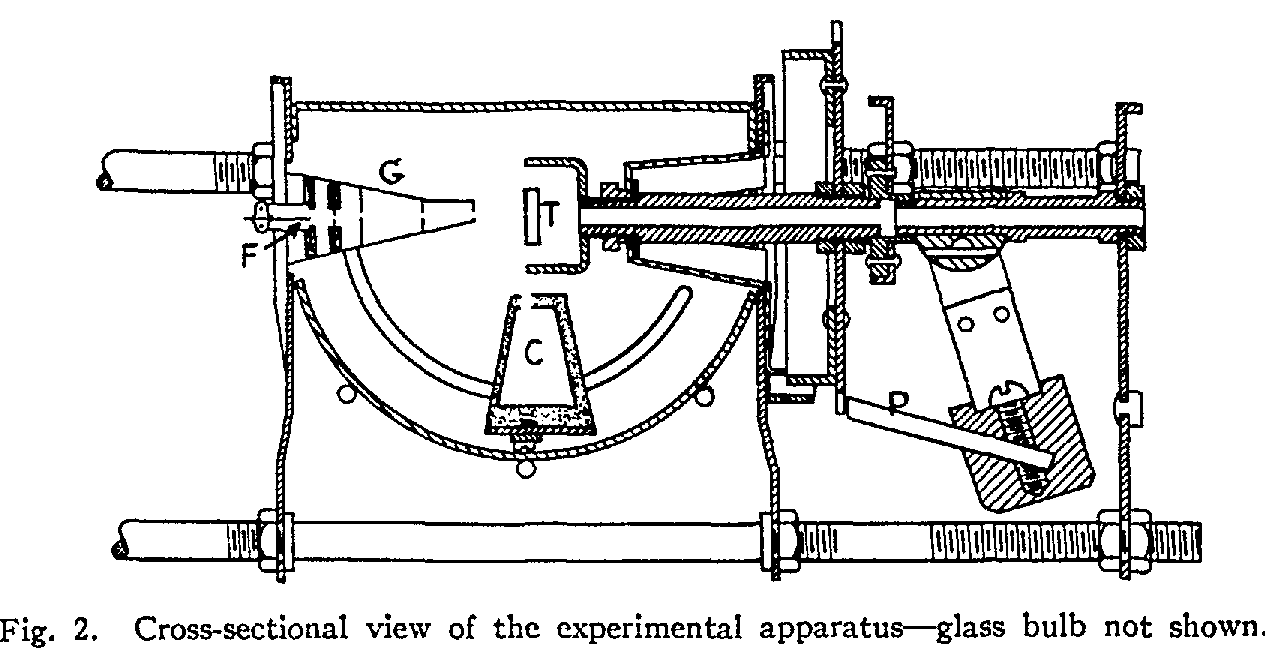 G
T
F
C
P
Fig. 2. Cross-sectional view of the experimental apparatus—glass bulb not shown.